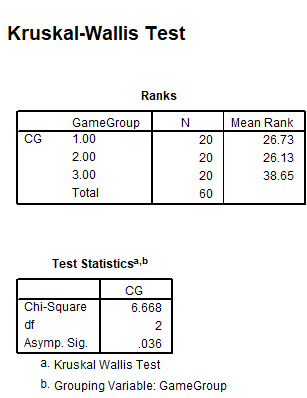 Kruskal-Wallis Test
Ranks
GameGroup N Mean Rank
CG 1.00 20 26.73
2.00 20 26.13
3.00 20 38.65
Total 60
Test Statisticsa,b
CG
Chi-Square 6.668
df 2
Asymp. Sig. .036
a. Kruskal Wallis Test
b. Grouping Variable: GameGroup